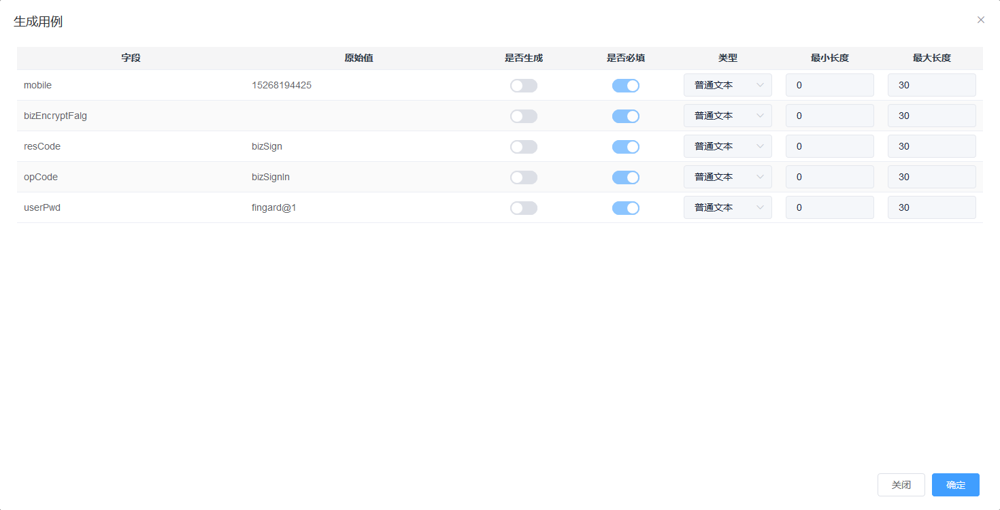 生成用例
字段 原始值 是否生成 是否必填 类型 最小长度 最大长度
mobile 15268194425 普通文本 0 30
bizEncryptFalg 普通文本 0 30
resCode bizSign 普通文本 0 30
opCode bizSignIn 普通文本 0 30
userPwd fingard@1 普通文本 0 30
关闭 确定